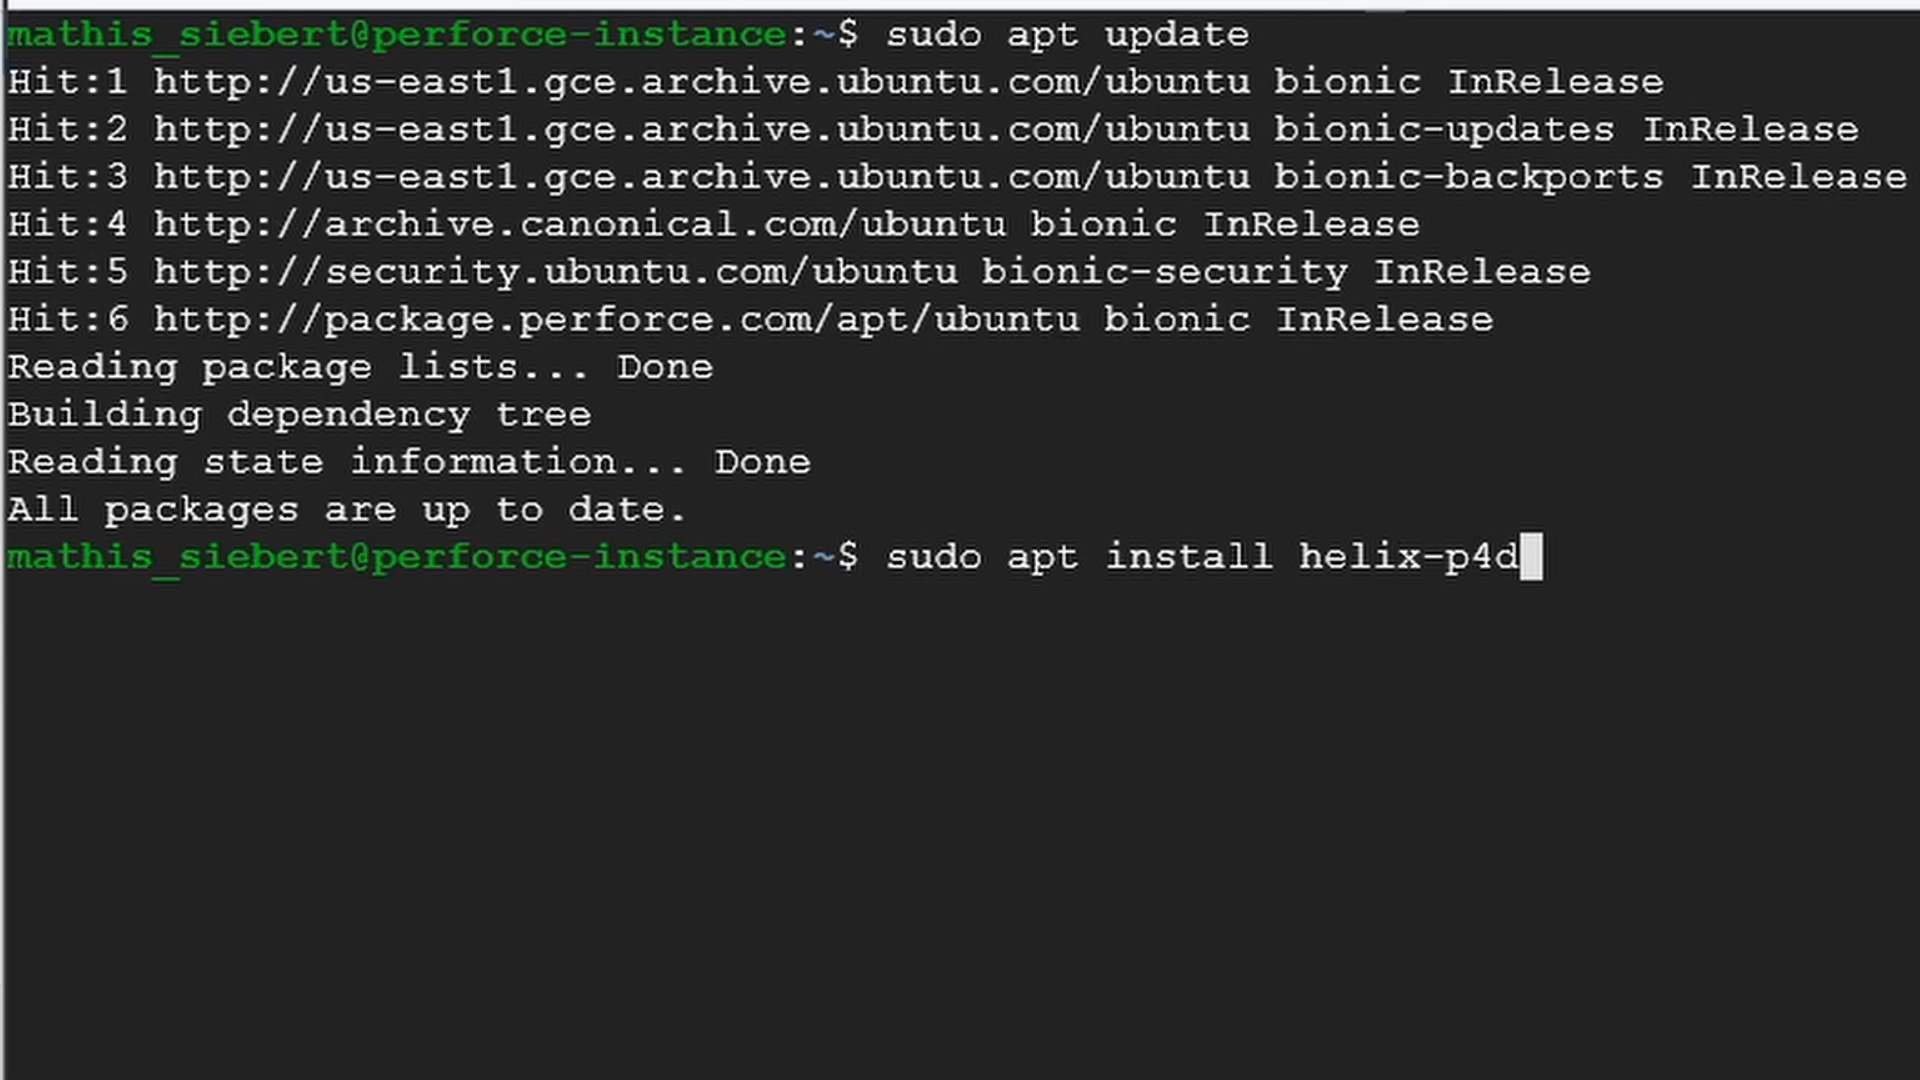 mathis_siebert@perforce-instance:~$ sudo apt update
Hit:1 http://us-east1.gce.archive.ubuntu.com/ubuntu bionic InRelease
Hit:2 http://us-east1.gce.archive.ubuntu.com/ubuntu bionic-updates InRelease
Hit:3 http://us-east1.gce.archive.ubuntu.com/ubuntu bionic-backports InRelease
Hit:4 http://archive.canonical.com/ubuntu bionic InRelease
Hit:5 http://security.ubuntu.com/ubuntu bionic-security InRelease
Hit:6 http://package.perforce.com/apt/ubuntu bionic InRelease
Reading package lists... Done
Building dependency tree
Reading state information... Done
All packages are up to date.
mathis_siebert@perforce-instance:~$ sudo apt install helix-p4d